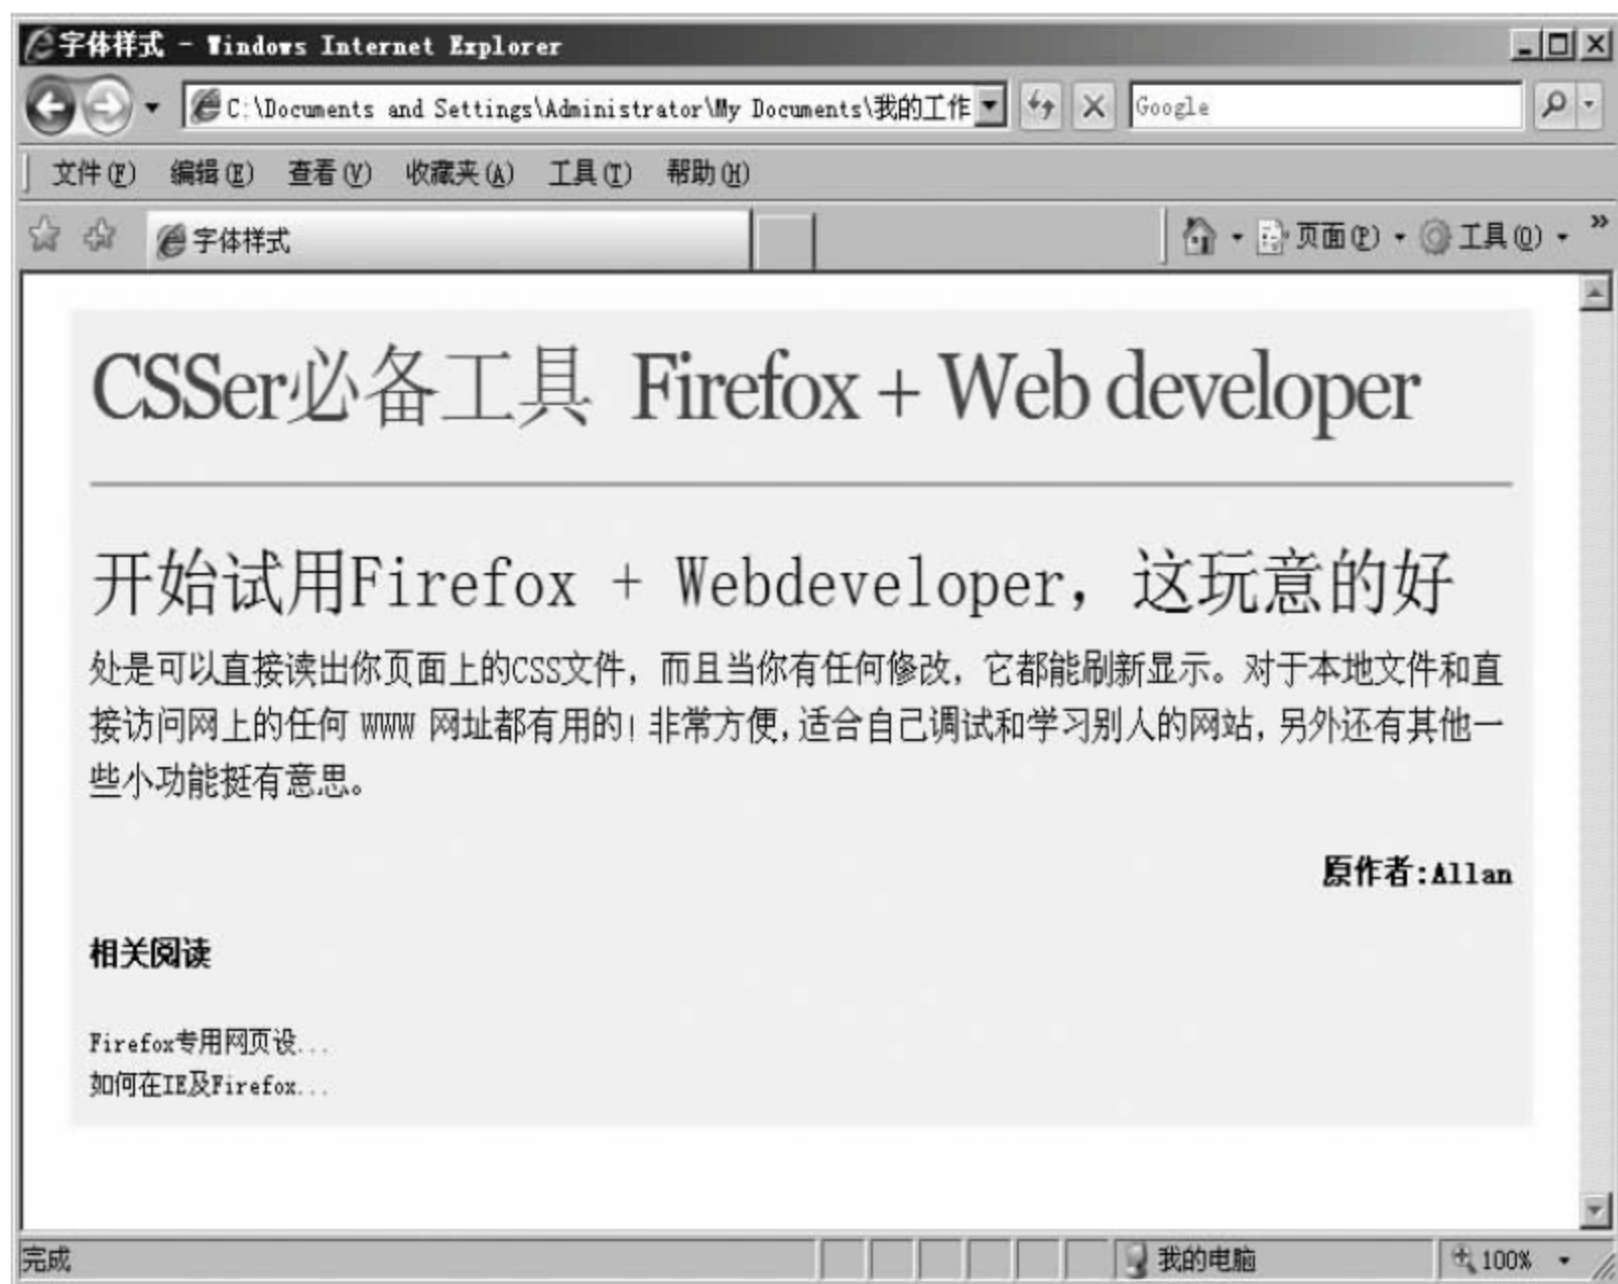 字体样式 - Windows Internet Explorer
C:\Documents and Settings\Administrator\My Documents\我的工作
Google
文件(F) 编辑(E) 查看(V) 收藏夹(A) 工具(T) 帮助(H)
字体样式
页面(P) 工具(O) »
CSSer必备工具 Firefox + Web developer
开始试用Firefox + Webdeveloper，这玩意的好
处是可以直接读出你页面上的CSS文件，而且当你有任何修改，它都能刷新显示。对于本地文件和直
接访问网上的任何 WWW 网址都有用的！非常方便，适合自己调试和学习别人的网站，另外还有其他一
些小功能挺有意思。
原作者:Allan
相关阅读
Firefox专用网页设...
如何在IE及Firefox...
完成
我的电脑
100%